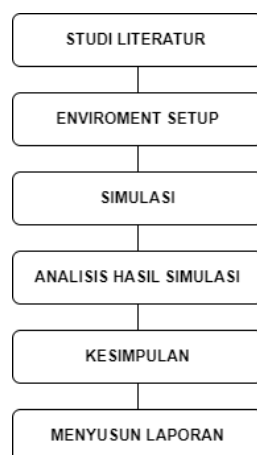 STUDI LITERATUR
ENVIROMENT SETUP
SIMULASI
ANALISIS HASIL SIMULASI
KESIMPULAN
MENYUSUN LAPORAN